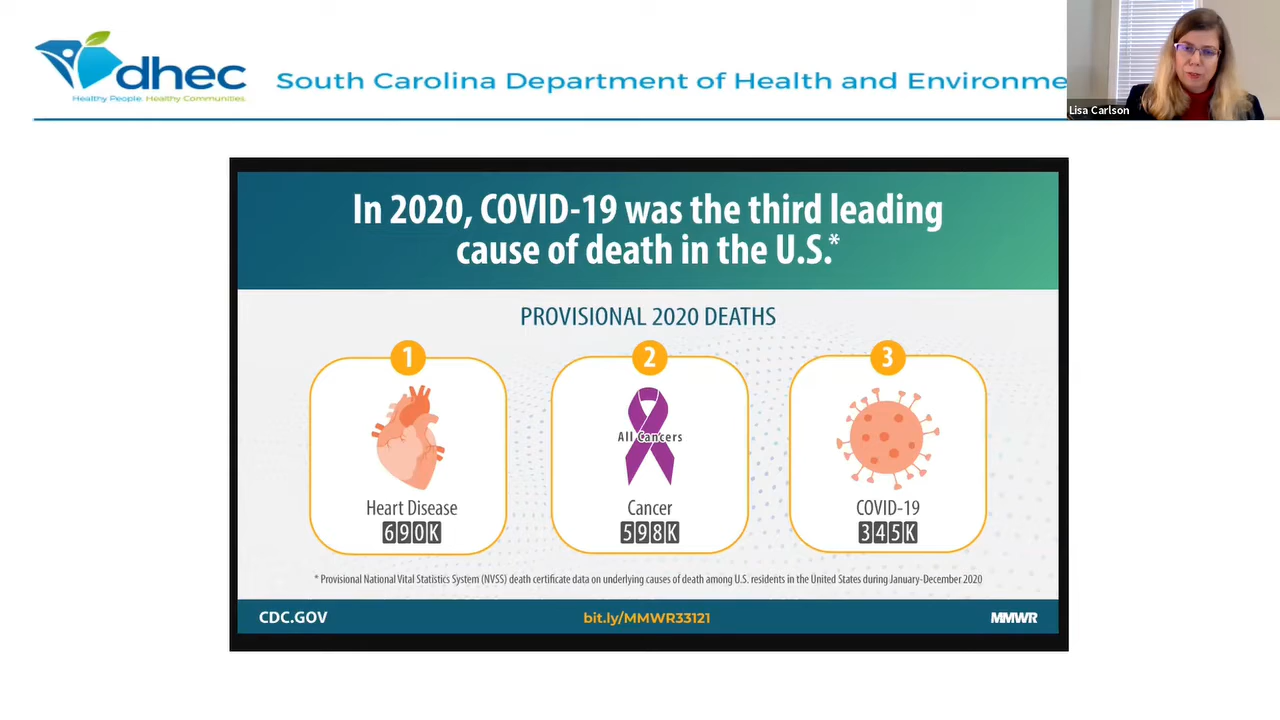 dhec
Healthy People. Healthy Communities.
South Carolina Department of Health and Environme
Lisa Carlson
In 2020, COVID-19 was the third leading
cause of death in the U.S.*
PROVISIONAL 2020 DEATHS
1
2
3
All Cancers
Heart Disease
Cancer
COVID-19
690K
598K
345K
* Provisional National Vital Statistics System (NVSS) death certificate data on underlying causes of death among U.S. residents in the United States during January-December 2020
CDC.GOV
bit.ly/MMWR33121
MMWR